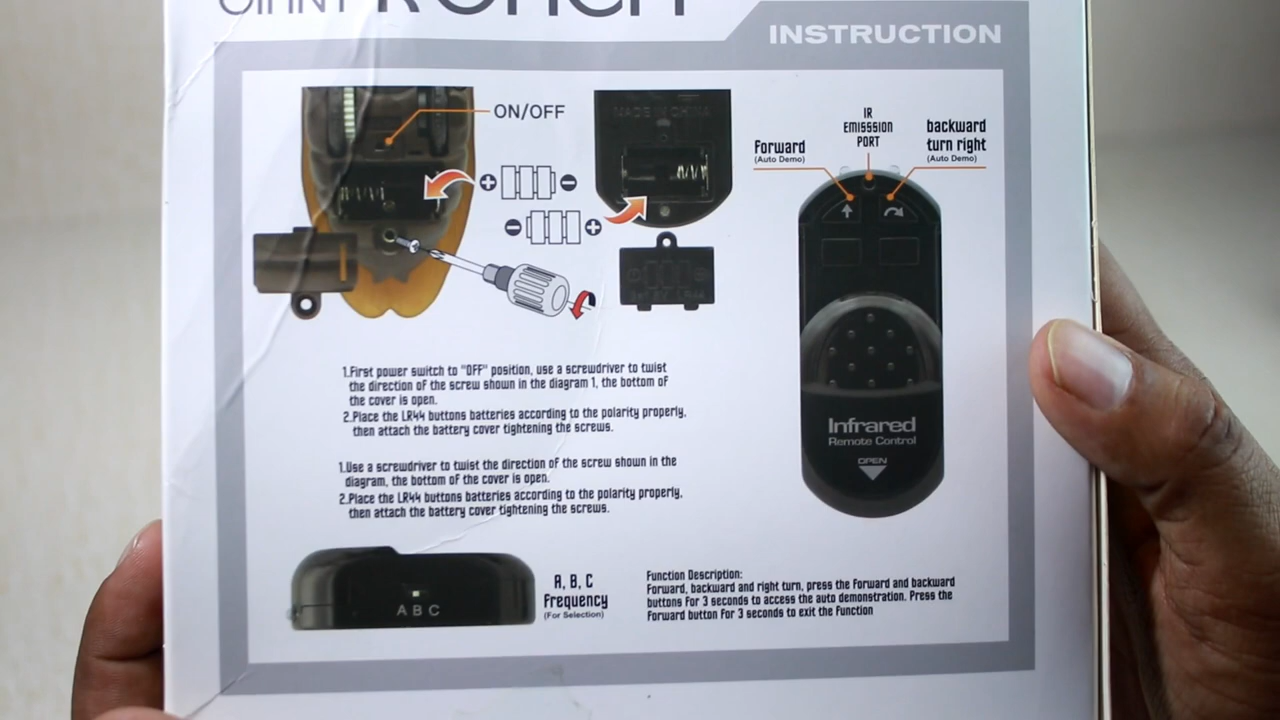 GIANT ROACH
INSTRUCTION
ON/OFF
MADE IN CHINA
IR
EMISSSION
PORT
Forward
(Auto Demo)
backward
turn right
(Auto Demo)
1.First power switch to "OFF" position, use a screwdriver to twist
the direction of the screw shown in the diagram 1, the bottom of
the cover is open.
2.Place the LR44 buttons batteries according to the polarity properly,
then attach the battery cover tightening the screws.
1.Use a screwdriver to twist the direction of the screw shown in the
diagram, the bottom of the cover is open.
2.Place the LR44 buttons batteries according to the polarity properly,
then attach the battery cover tightening the screws.
Infrared
Remote Control
OPEN
A B C
A, B, C
Frequency
(For Selection)
Function Description:
Forward, backward and right turn, press the Forward and backward
buttons for 3 seconds to access the auto demonstration. Press the
Forward button for 3 seconds to exit the function